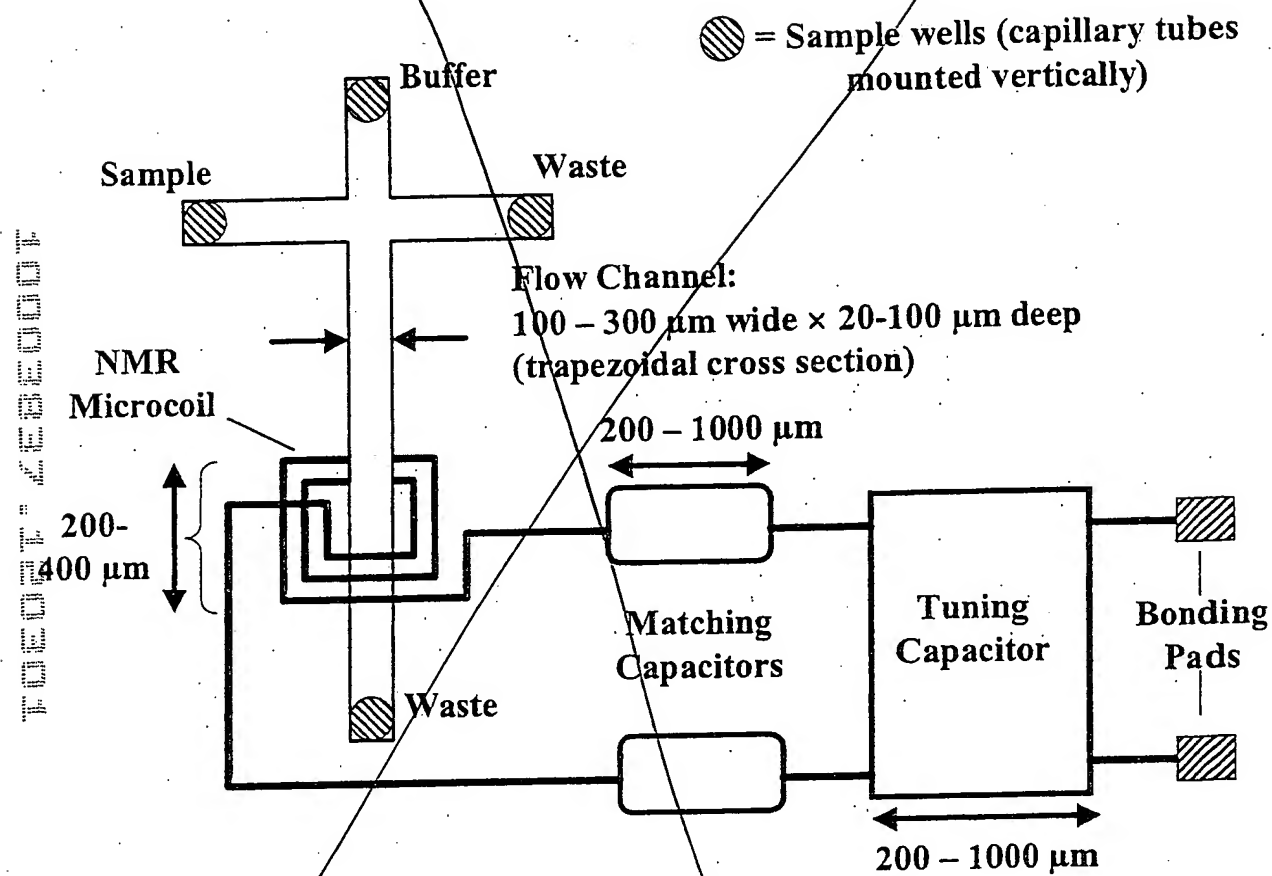 = Sample wells (capillary tubes
mounted vertically)
Buffer
Sample
Waste
Flow Channel:
100 – 300 µm wide × 20-100 µm deep
(trapezoidal cross section)
NMR
Microcoil
200 – 1000 µm
200-
400 µm
Matching
Capacitors
Tuning
Capacitor
Bonding
Pads
Waste
200 – 1000 µm